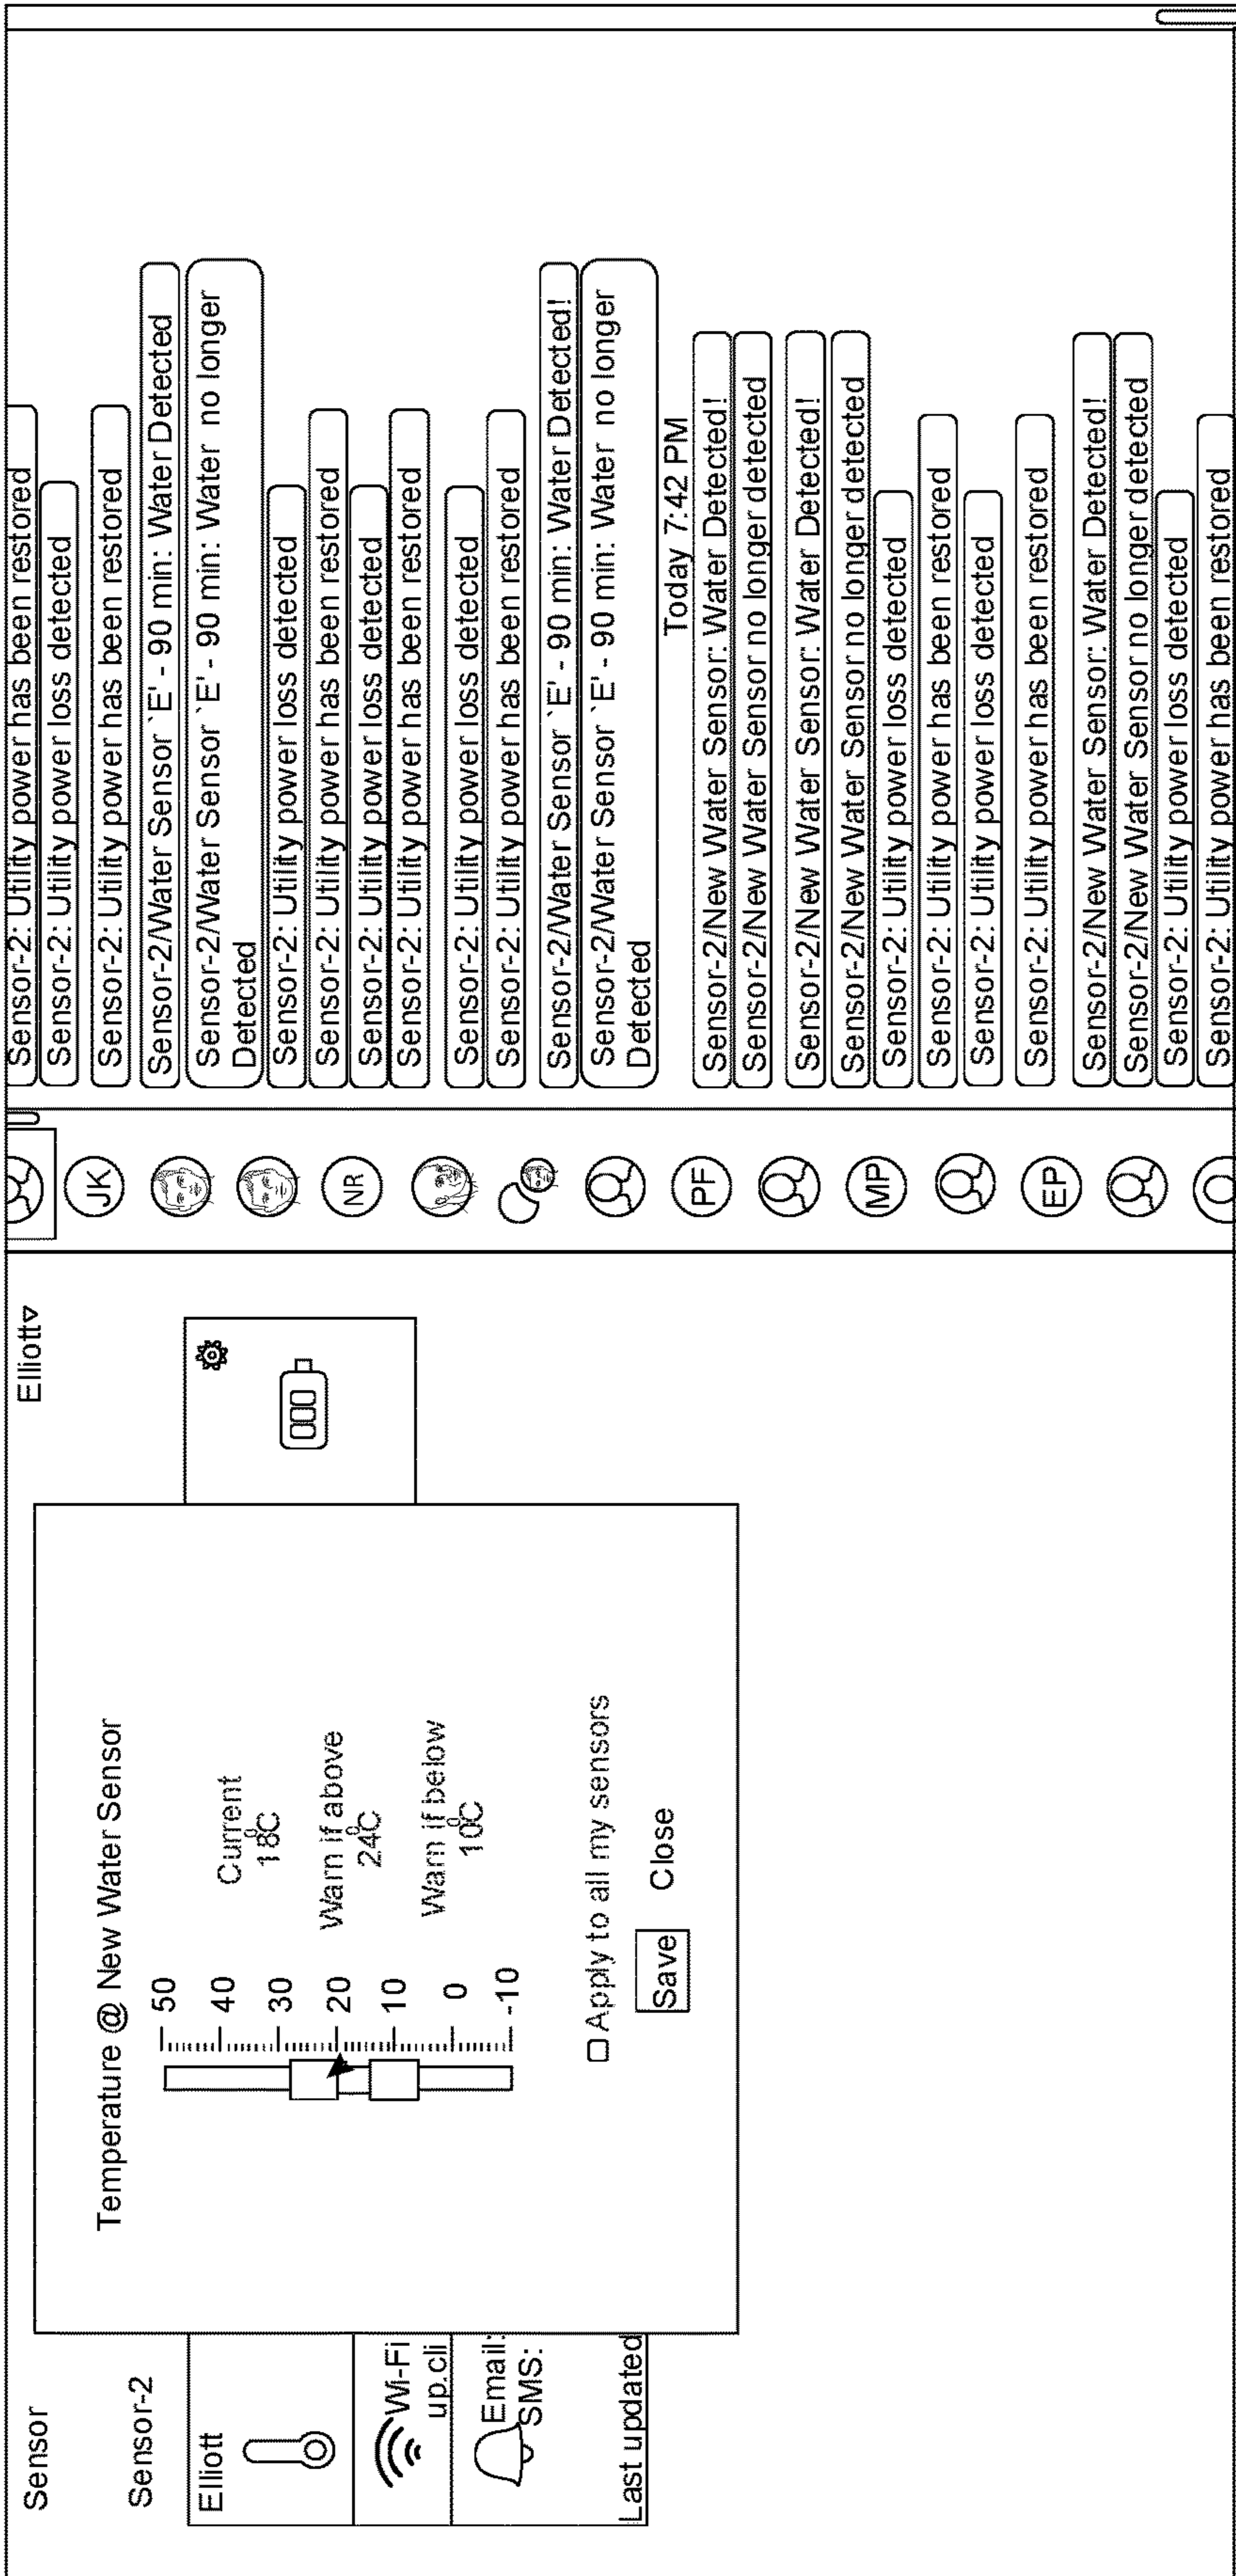 Sensor
Elliott
Sensor-2
Elliott
Wi-Fi
up.cli
Email:
SMS:
Last updated
Temperature @ New Water Sensor
50
40
30
20
10
0
-10
Current
18°C
Warn if above
24°C
Warn if below
10°C
Apply to all my sensors
Save Close
JK
NR
PF
MP
EP
Sensor-2: Utility power has been restored
Sensor-2: Utility power loss detected
Sensor-2: Utility power has been restored
Sensor-2/Water Sensor `E' - 90 min: Water Detected
Sensor-2/Water Sensor `E' - 90 min: Water no longer
Detected
Sensor-2: Utility power loss detected
Sensor-2: Utility power has been restored
Sensor-2: Utility power loss detected
Sensor-2: Utility power has been restored
Sensor-2: Utility power loss detected
Sensor-2: Utility power has been restored
Sensor-2/Water Sensor `E' - 90 min: Water Detected!
Sensor-2/Water Sensor `E' - 90 min: Water no longer
Detected
Today 7:42 PM
Sensor-2/New Water Sensor: Water Detected!
Sensor-2/New Water Sensor no longer detected
Sensor-2/New Water Sensor: Water Detected!
Sensor-2/New Water Sensor no longer detected
Sensor-2: Utility power loss detected
Sensor-2: Utility power has been restored
Sensor-2: Utility power loss detected
Sensor-2: Utility power has been restored
Sensor-2/New Water Sensor: Water Detected!
Sensor-2/New Water Sensor no longer detected
Sensor-2: Utility power loss detected
Sensor-2: Utility power has been restored